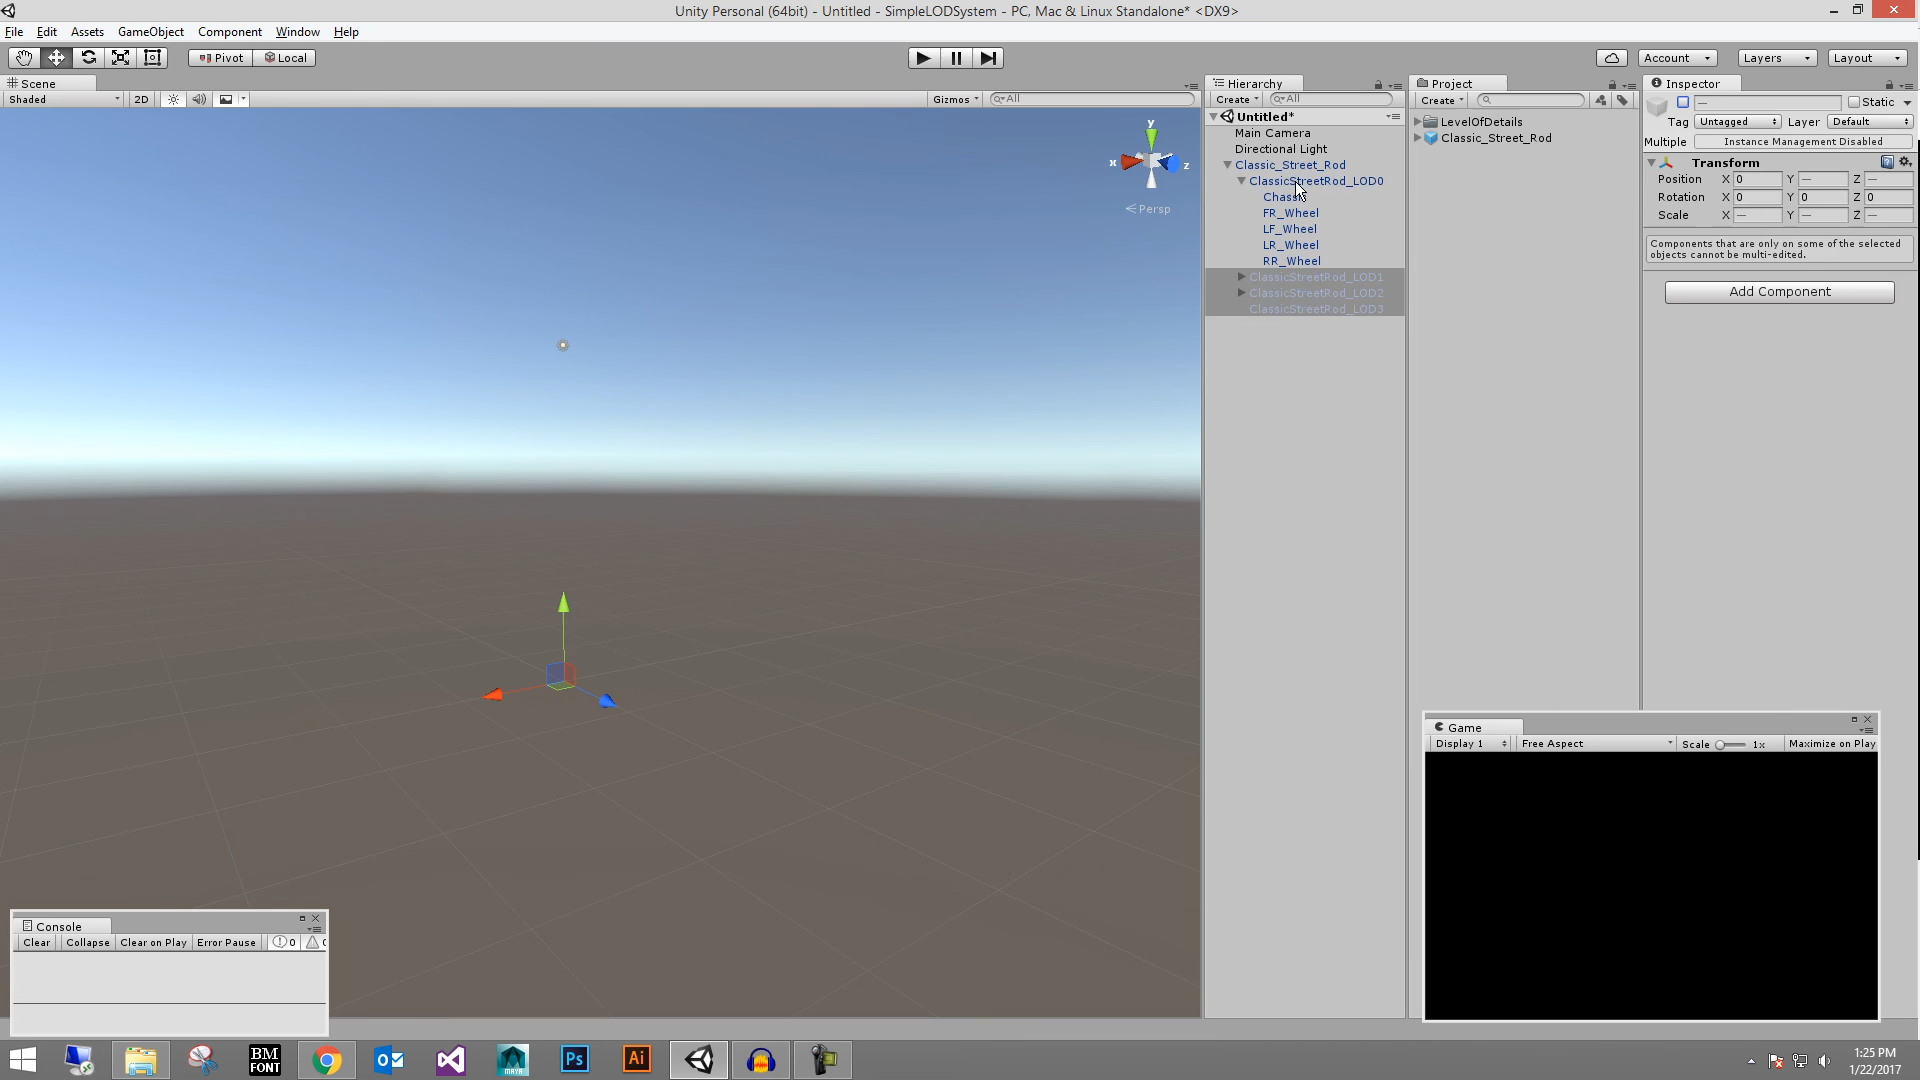 Unity Personal (64bit) - Untitled - SimpleLODSystem - PC, Mac & Linux Standalone* <DX9>
File Edit Assets GameObject Component Window Help
Pivot Local Account Layers Layout
Scene
Shaded 2D Gizmos All
y
x
z
Persp
Hierarchy
Create All
Untitled*
Main Camera
Directional Light
Classic_Street_Rod
ClassicStreetRod_LOD0
Chassi
FR_Wheel
LF_Wheel
LR_Wheel
RR_Wheel
ClassicStreetRod_LOD1
ClassicStreetRod_LOD2
ClassicStreetRod_LOD3
Project
Create
LevelOfDetails
Classic_Street_Rod
Inspector
— Static
Tag Untagged Layer Default
Multiple Instance Management Disabled
Transform
Position X 0 Y — Z —
Rotation X 0 Y 0 Z 0
Scale X — Y — Z —
Components that are only on some of the selected
objects cannot be multi-edited.
Add Component
Game
Display 1 Free Aspect Scale 1x Maximize on Play
Console
Clear Collapse Clear on Play Error Pause 0
BM
FONT
MAYA
Ps
Ai
1:25 PM
1/22/2017